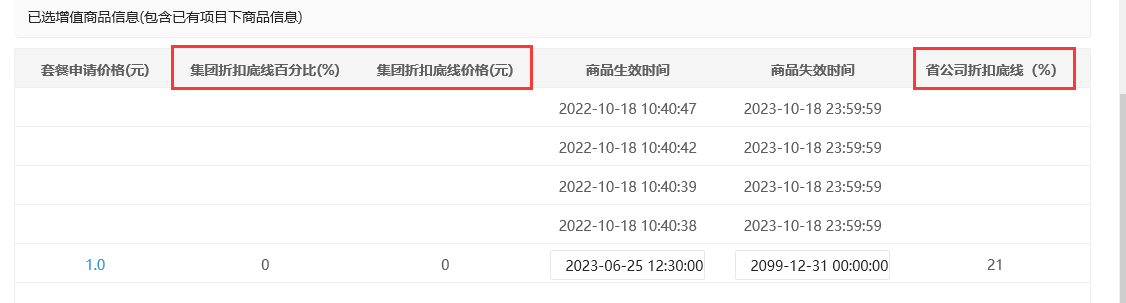 已选增值商品信息(包含已有项目下商品信息)
套餐申请价格(元) 集团折扣底线百分比(%) 集团折扣底线价格(元) 商品生效时间 商品失效时间 省公司折扣底线（%）
2022-10-18 10:40:47 2023-10-18 23:59:59
2022-10-18 10:40:42 2023-10-18 23:59:59
2022-10-18 10:40:39 2023-10-18 23:59:59
2022-10-18 10:40:38 2023-10-18 23:59:59
1.0 0 0 2023-06-25 12:30:00 2099-12-31 00:00:00 21